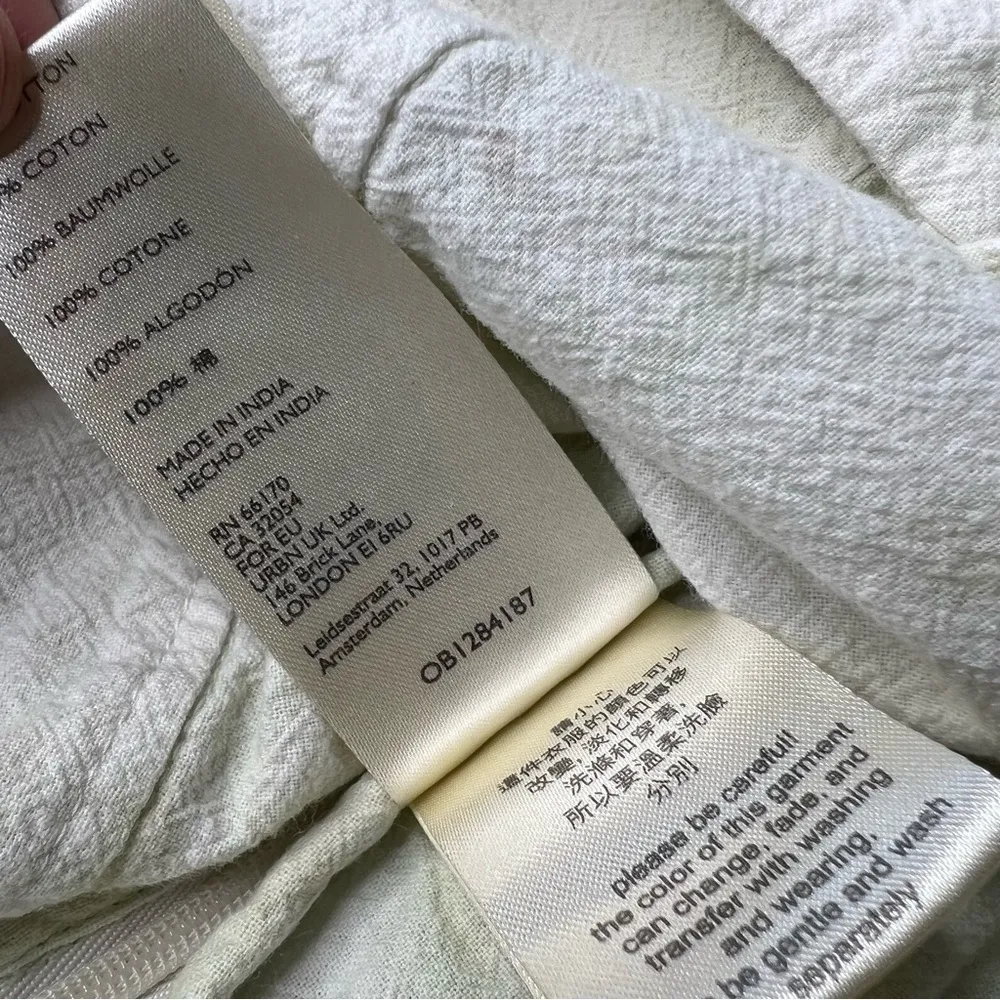 TTON
% COTON
100% BAUMWOLLE
100% COTONE
100% ALGODÓN
100% 棉
MADE IN INDIA
HECHO EN INDIA
RN 66170
CA 32054
FOR EU
URBN UK Ltd.
146 Brick Lane,
LONDON E1 6RU
Leidsestraat 32, 1017 PB
Amsterdam, Netherlands
OB1284187
請小心
這件衣服的顏色可以
改變, 淡化和轉移
洗滌和穿著,
所以要溫柔洗臉
分別
please be careful!
the color of this garment
can change, fade, and
transfer with washing
and wearing,
be gentle and wash
separately